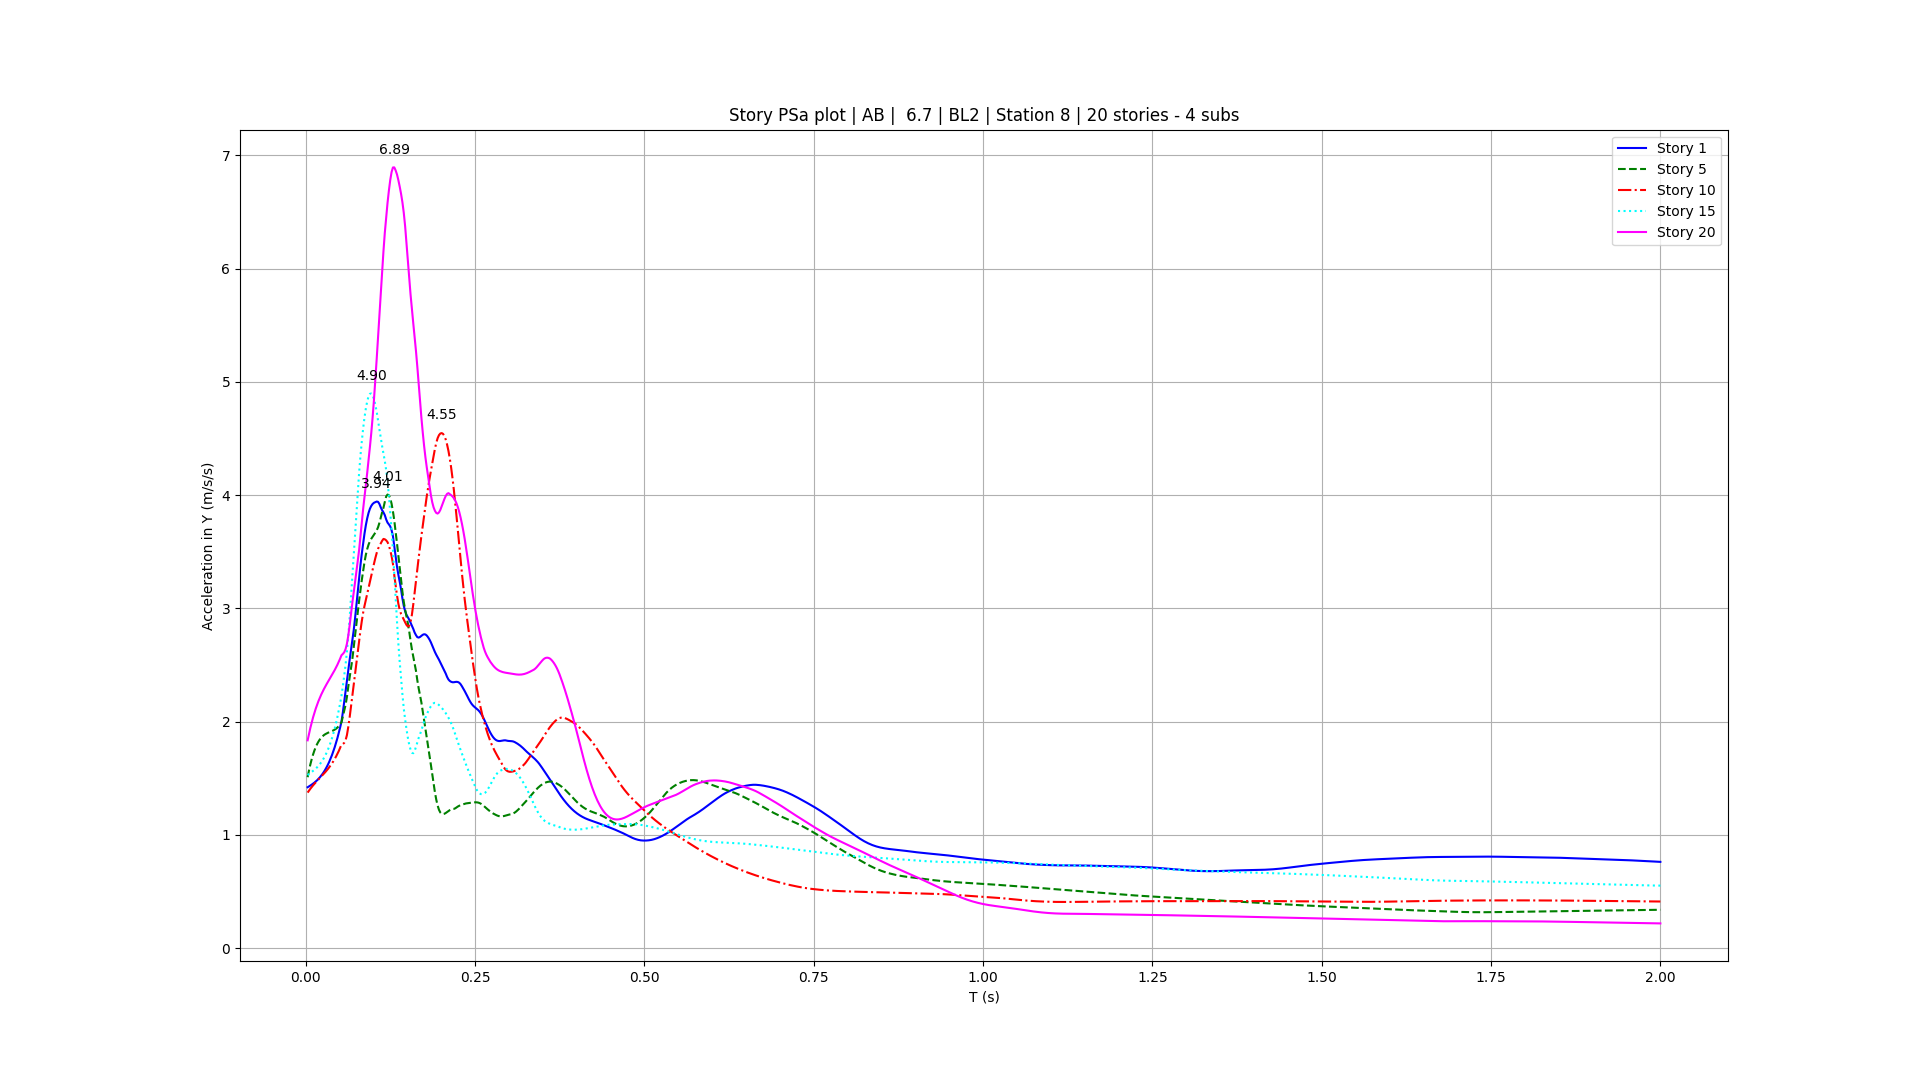 Story PSa plot | AB |  6.7 | BL2 | Station 8 | 20 stories - 4 subs
Story 1
Story 5
Story 10
Story 15
Story 20
6.89
4.90
4.55
4.01
3.94
Acceleration in Y (m/s/s)
7
6
5
4
3
2
1
0
0.00 0.25 0.50 0.75 1.00 1.25 1.50 1.75 2.00
T (s)